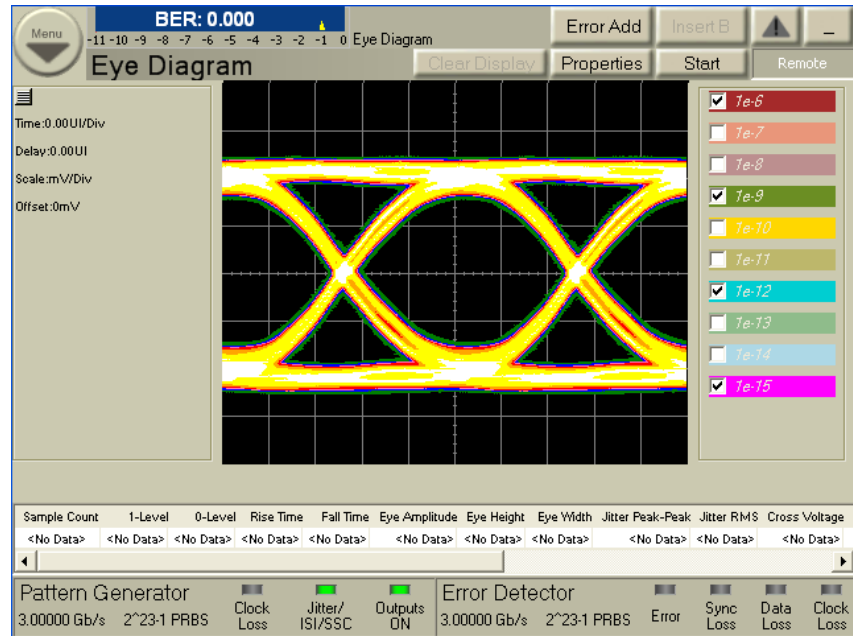 Menu
BER: 0.000
-11 -10 -9 -8 -7 -6 -5 -4 -3 -2 -1 0 Eye Diagram
Error Add
Insert B
Eye Diagram
Clear Display
Properties
Start
Remote
Time:0.00UI/Div
Delay:0.00UI
Scale:mV/Div
Offset:0mV
1e-6
1e-7
1e-8
1e-9
1e-10
1e-11
1e-12
1e-13
1e-14
1e-15
Sample Count 1-Level 0-Level Rise Time Fall Time Eye Amplitude Eye Height Eye Width Jitter Peak-Peak Jitter RMS Cross Voltage
<No Data> <No Data> <No Data> <No Data> <No Data> <No Data> <No Data> <No Data> <No Data> <No Data> <No Data>
Pattern Generator
3.00000 Gb/s 2^23-1 PRBS
Clock Loss
Jitter/ ISI/SSC
Outputs ON
Error Detector
3.00000 Gb/s 2^23-1 PRBS
Error
Sync Loss
Data Loss
Clock Loss